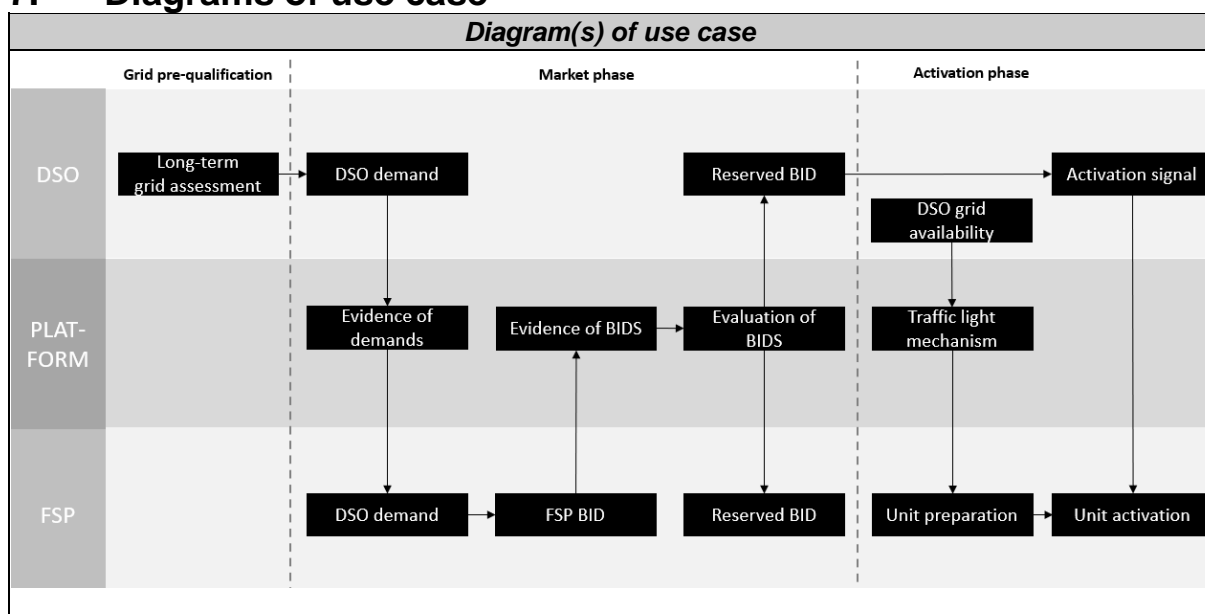 Diagrams of use case
Diagram(s) of use case
Grid pre-qualification
Market phase
Activation phase
DSO
Long-term
grid assessment
DSO demand
Reserved BID
Activation signal
DSO grid
availability
PLAT-
FORM
Evidence of
demands
Evidence of BIDS
Evaluation of
BIDS
Traffic light
mechanism
FSP
DSO demand
FSP BID
Reserved BID
Unit preparation
Unit activation